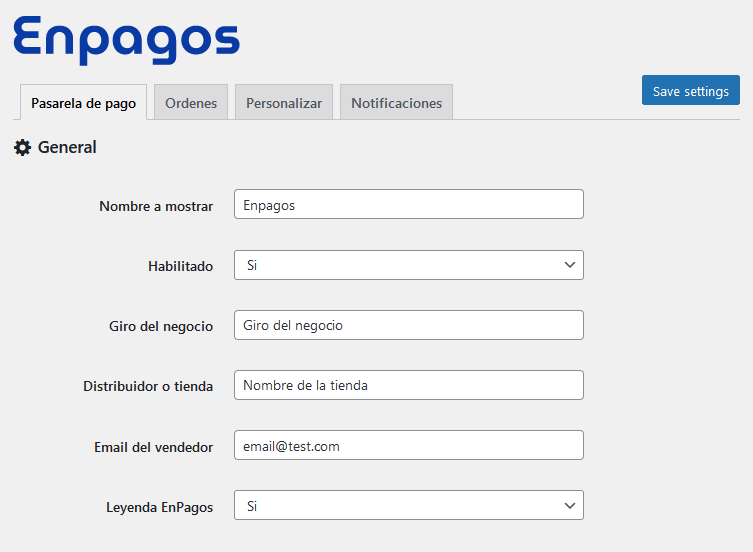 Enpagos
Pasarela de pago Ordenes Personalizar Notificaciones Save settings
General
Nombre a mostrar Enpagos
Habilitado Si
Giro del negocio Giro del negocio
Distribuidor o tienda Nombre de la tienda
Email del vendedor email@test.com
Leyenda EnPagos Si